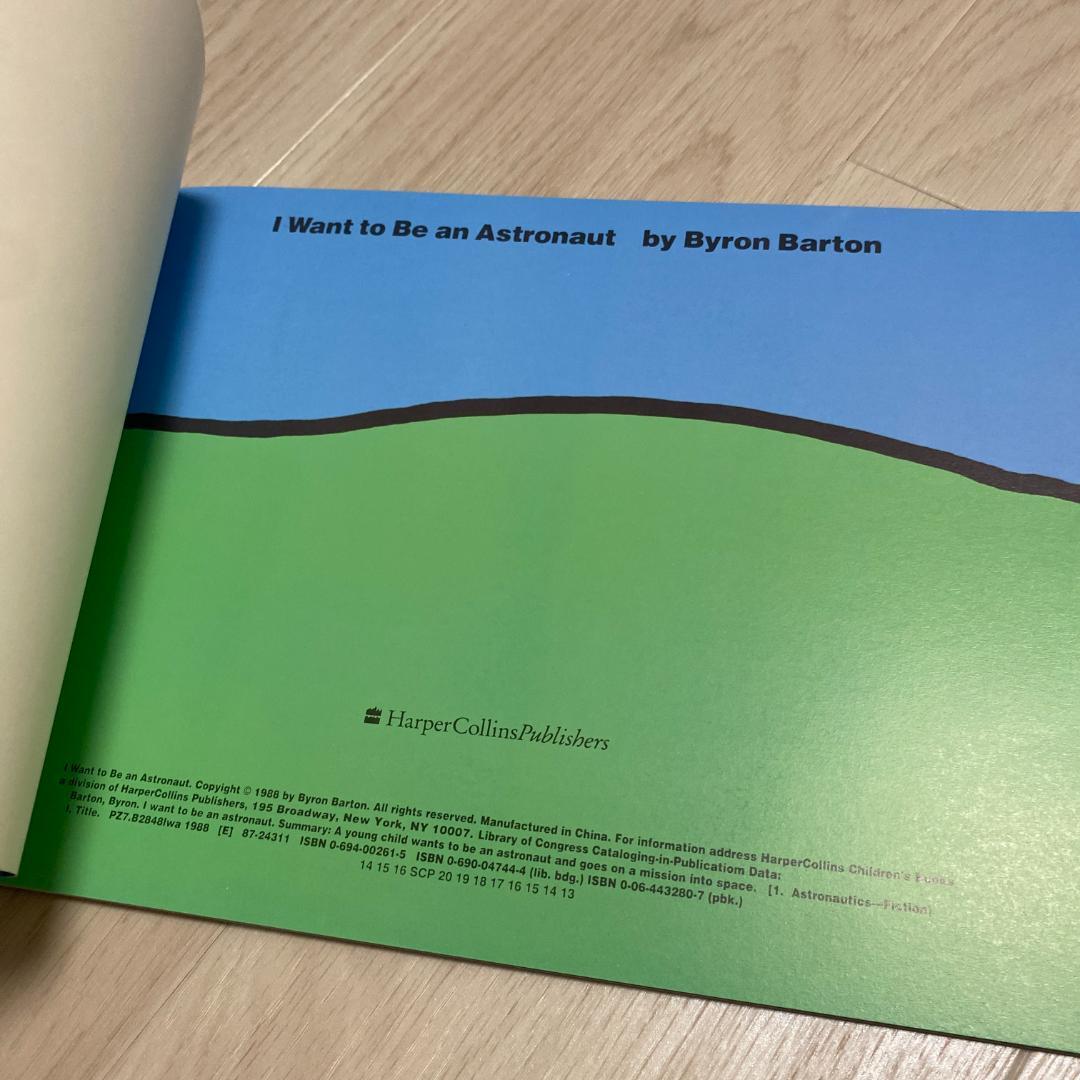 I Want to Be an Astronaut by Byron Barton
HarperCollinsPublishers
I Want to Be an Astronaut. Copyight © 1988 by Byron Barton. All rights reserved. Manufactured in China. For information address HarperCollins Children's Books
a division of HarperCollins Publishers, 195 Broadway, New York, NY 10007. Library of Congress Cataloging-in-Publicatiom Data:
Barton, Byron. I want to be an astronaut. Summary: A young child wants to be an astronaut and goes on a mission into space. [1. Astronautics—Fiction]
I. Title. PZ7.B2848Iwa 1988 [E] 87-24311 ISBN 0-694-00261-5 ISBN 0-690-04744-4 (lib. bdg.) ISBN 0-06-443280-7 (pbk.)
14 15 16 SCP 20 19 18 17 16 15 14 13